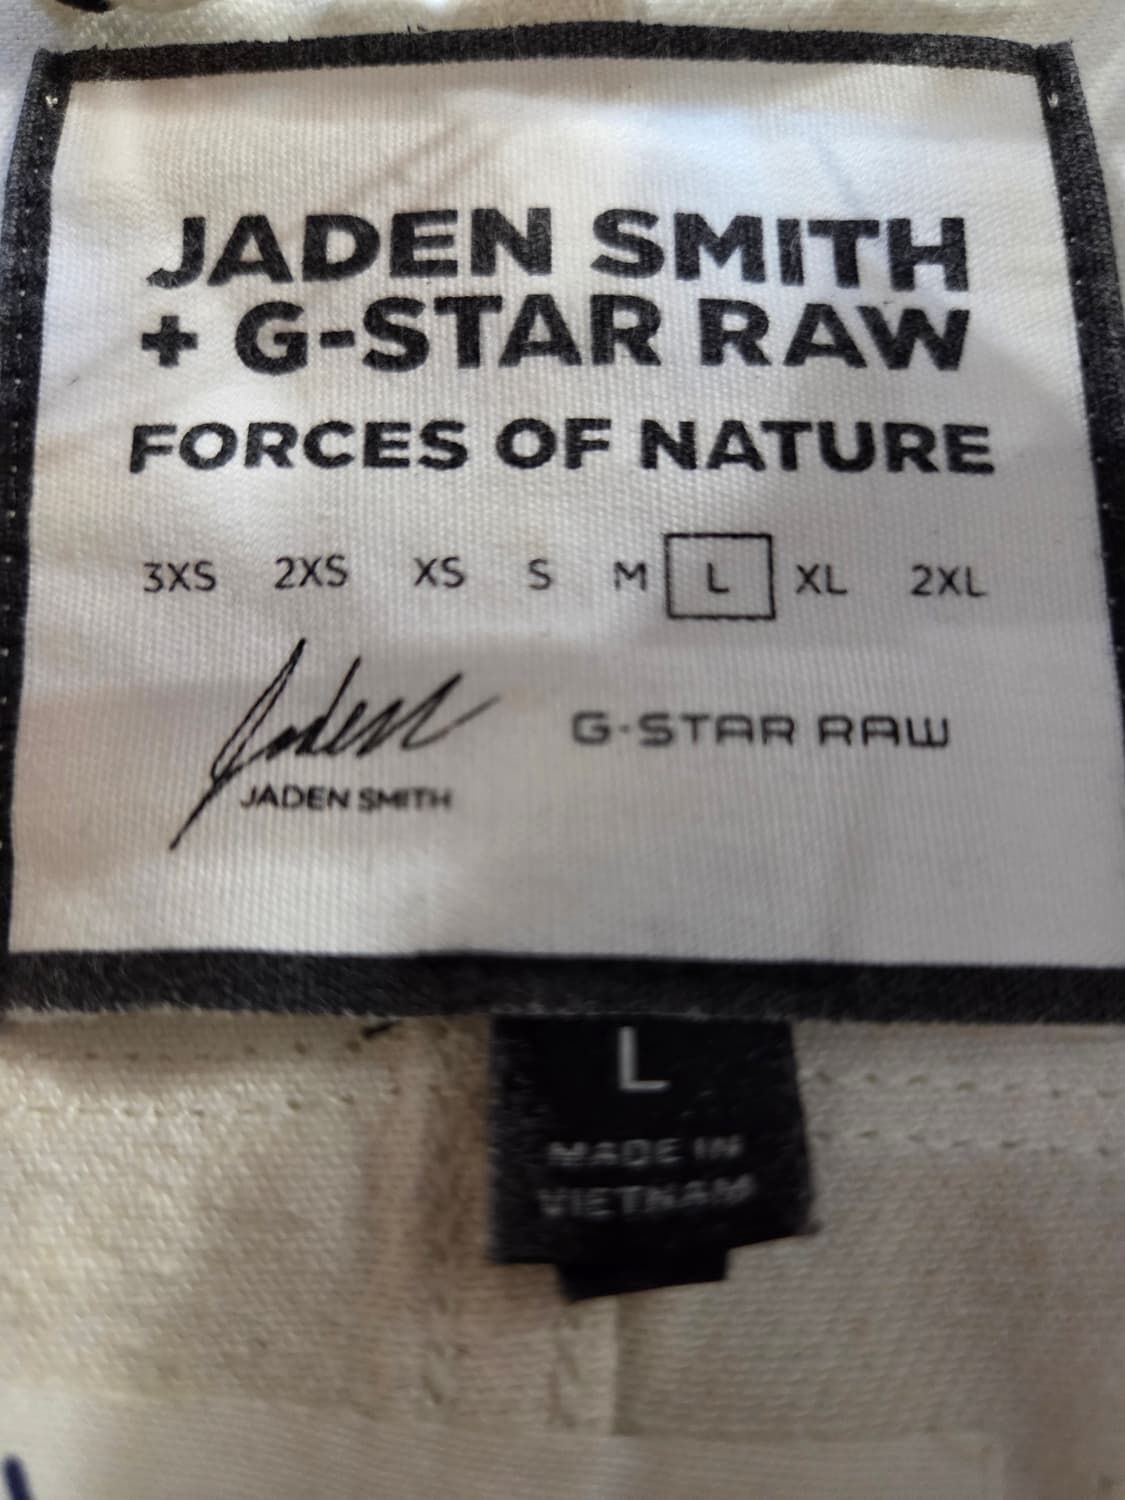 JADEN SMITH
+ G-STAR RAW
FORCES OF NATURE
3XS 2XS XS S M L XL 2XL
Jaden
JADEN SMITH
G-STAR RAW
L
MADE IN
VIETNAM